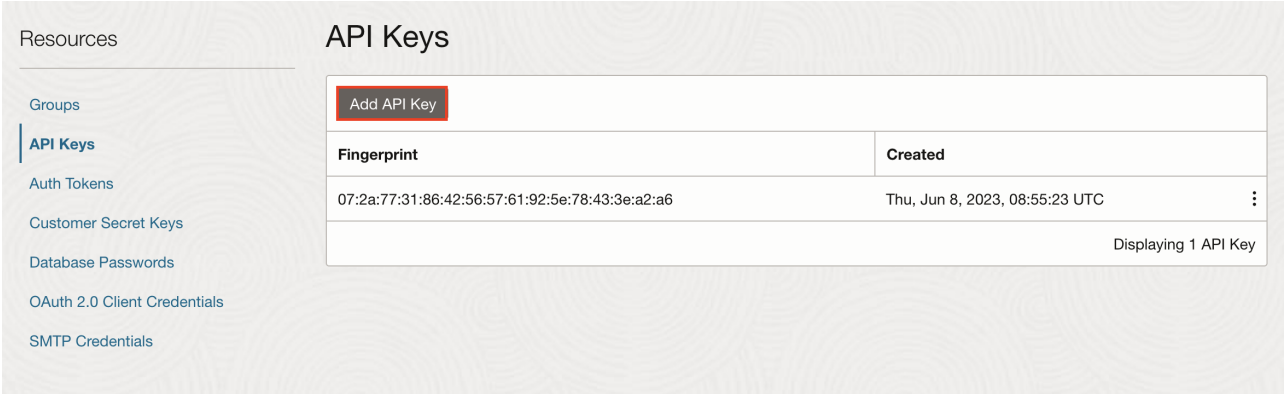 Resources
Groups
API Keys
Auth Tokens
Customer Secret Keys
Database Passwords
OAuth 2.0 Client Credentials
SMTP Credentials
API Keys
Add API Key
Fingerprint Created
07:2a:77:31:86:42:56:57:61:92:5e:78:43:3e:a2:a6 Thu, Jun 8, 2023, 08:55:23 UTC
Displaying 1 API Key